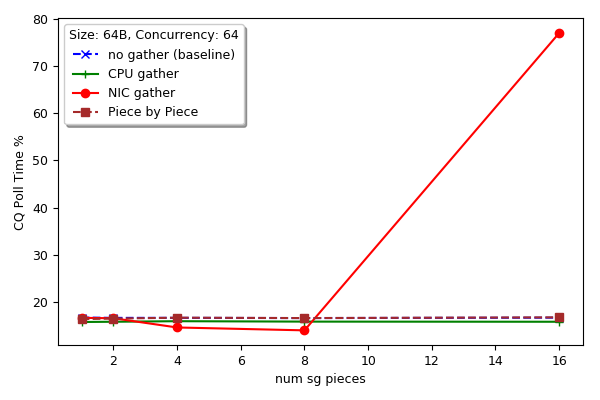 Size: 64B, Concurrency: 64
no gather (baseline)
CPU gather
NIC gather
Piece by Piece
CQ Poll Time %
80
70
60
50
40
30
20
2 4 6 8 10 12 14 16
num sg pieces